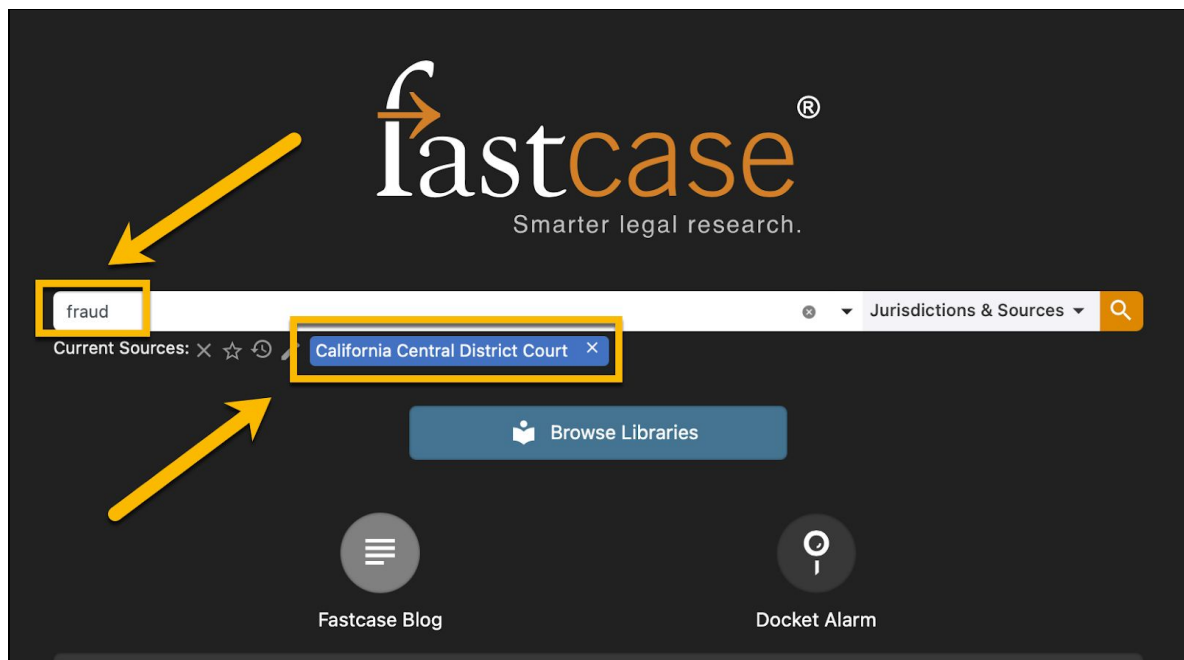 fastcase®
Smarter legal research.
fraud
Jurisdictions & Sources
Current Sources:
California Central District Court
Browse Libraries
Fastcase Blog
Docket Alarm